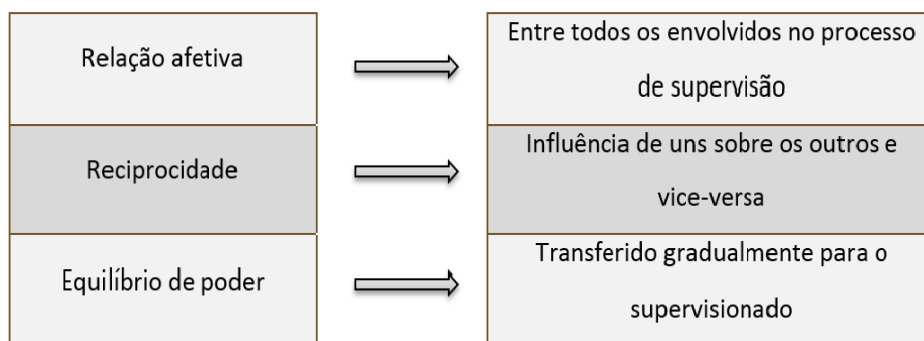 Relação afetiva
Entre todos os envolvidos no processo
de supervisão
Reciprocidade
Influência de uns sobre os outros e
vice-versa
Equilíbrio de poder
Transferido gradualmente para o
supervisionado